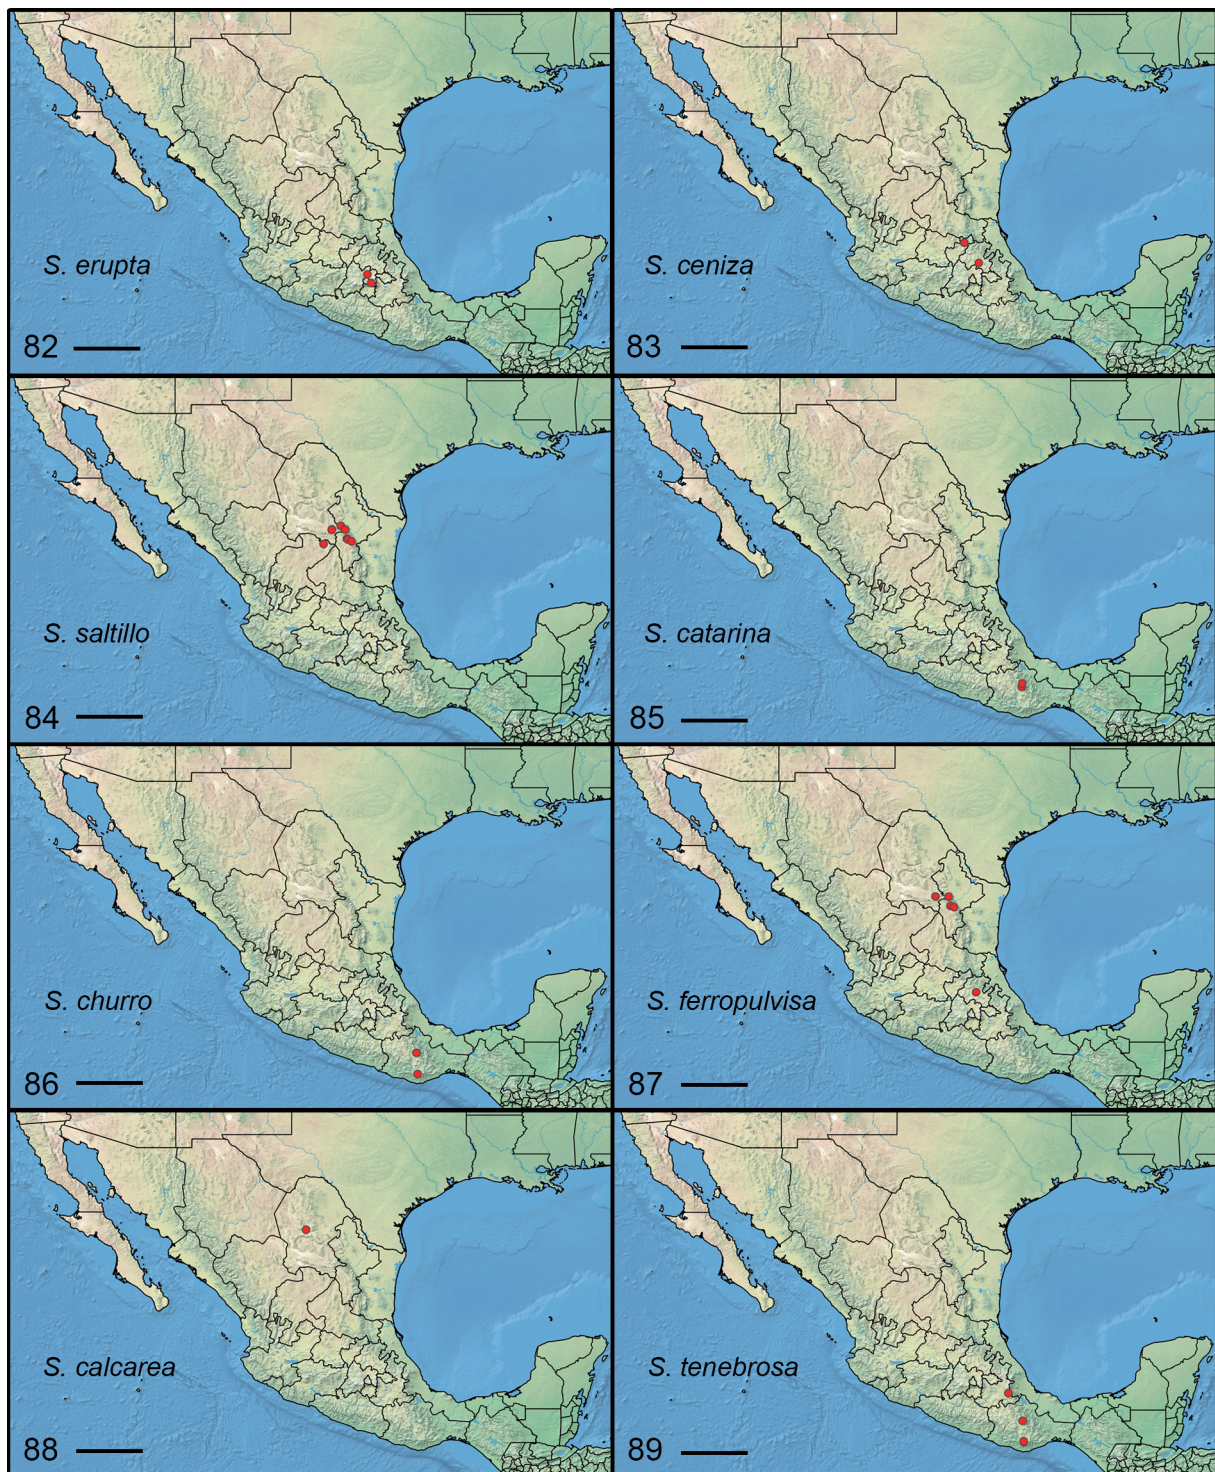 S. erupta
82
S. ceniza
83
S. saltillo
84
S. catarina
85
S. churro
86
S. ferropulvisa
87
S. calcarea
88
S. tenebrosa
89